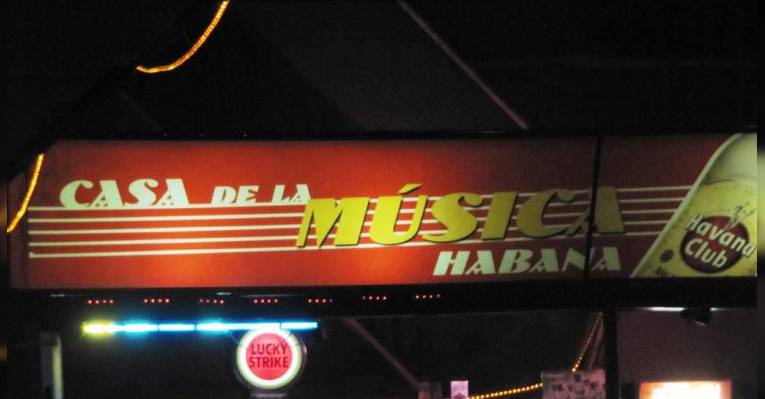 CASA DE LA
MÚSICA
HABANA
Havana
Club
LUCKY
STRIKE